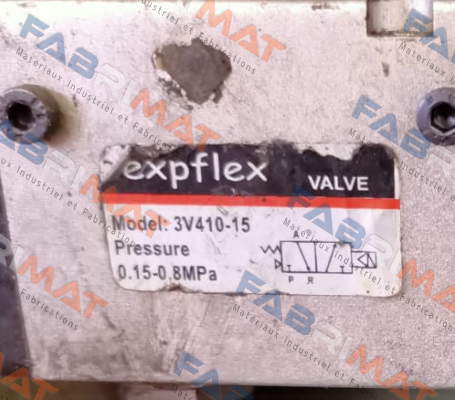 expflex VALVE
Model: 3V410-15
Pressure
0.15-0.8MPa
A
P R
FABRIMAT
Matériaux Industriel et Fabrications